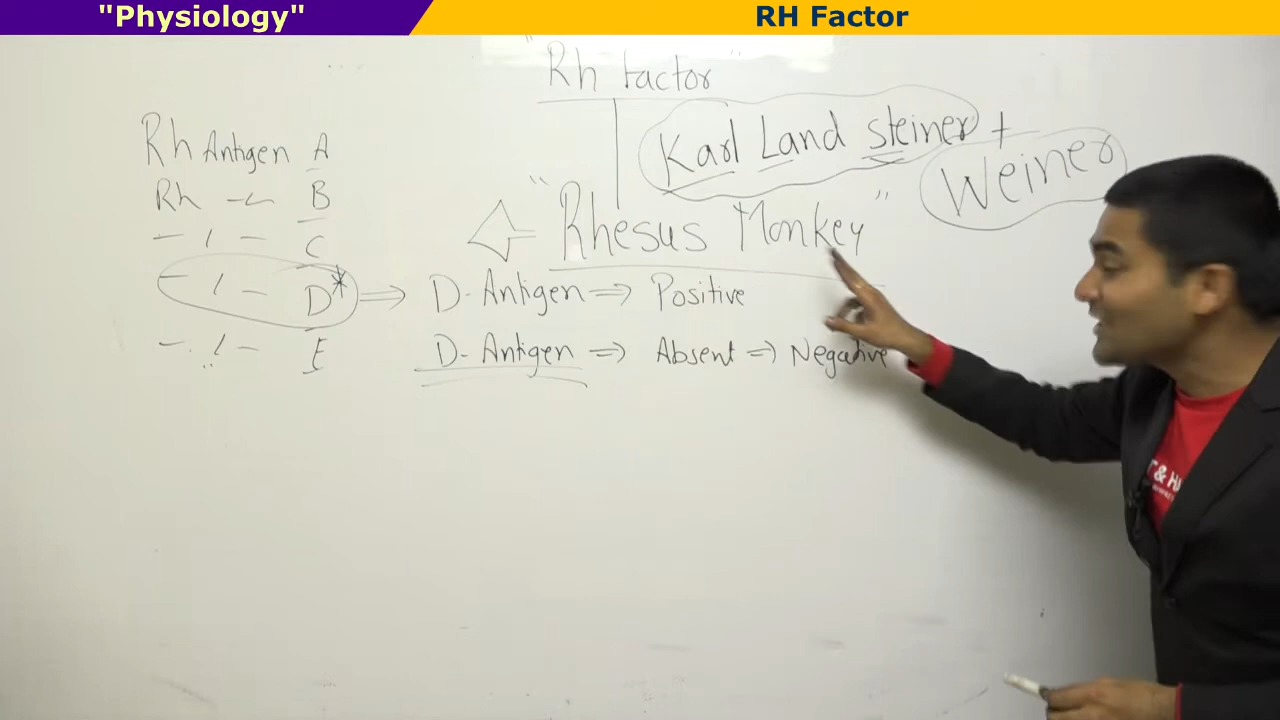 "Physiology"
RH Factor
"Rh factor"
Karl Land steiner +
Weiner
"Rhesus Monkey"
Rh Antigen A
Rh -〃- B
- 〃 - C
- 〃 - D* ⇒ D-Antigen ⇒ Positive
- 〃 - E
D-Antigen ⇒ Absent ⇒ Negative
T & H